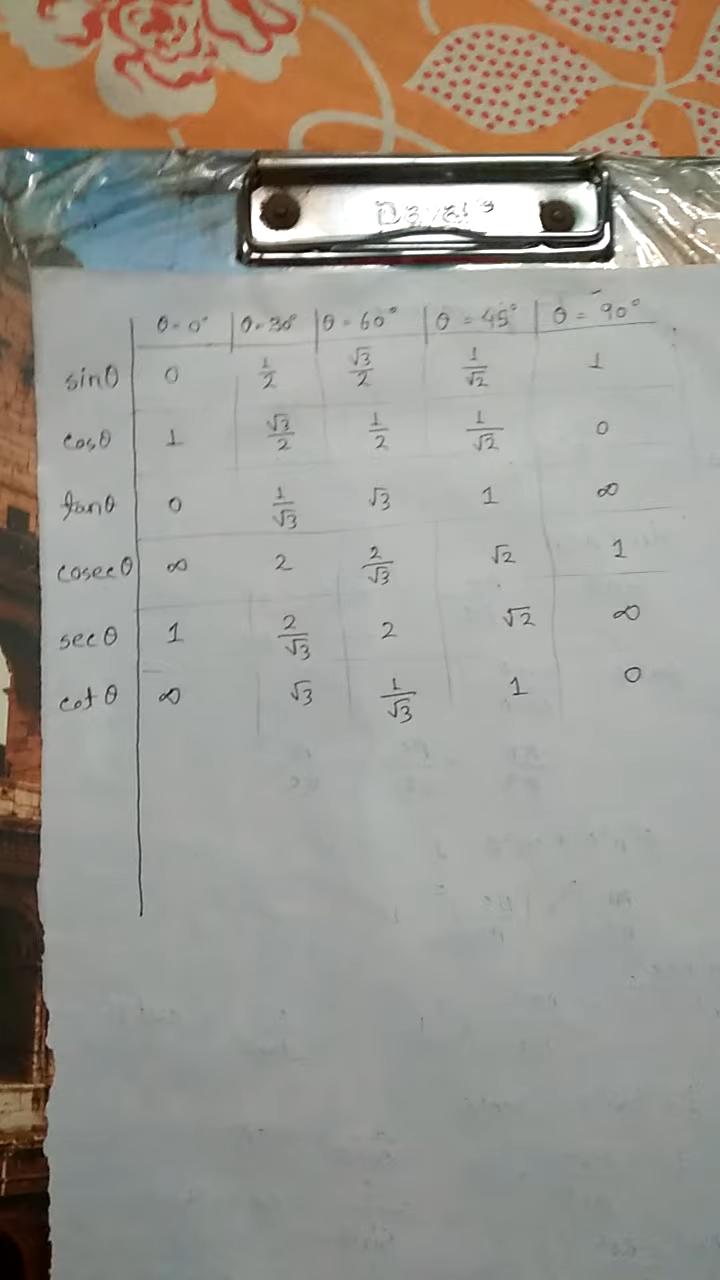 θ = 0° θ = 30° θ = 60° θ = 45° θ = 90°
sinθ 0 1/2 √3/2 1/√2 1
cosθ 1 √3/2 1/2 1/√2 0
tanθ 0 1/√3 √3 1 ∞
cosecθ ∞ 2 2/√3 √2 1
secθ 1 2/√3 2 √2 ∞
cotθ ∞ √3 1/√3 1 0